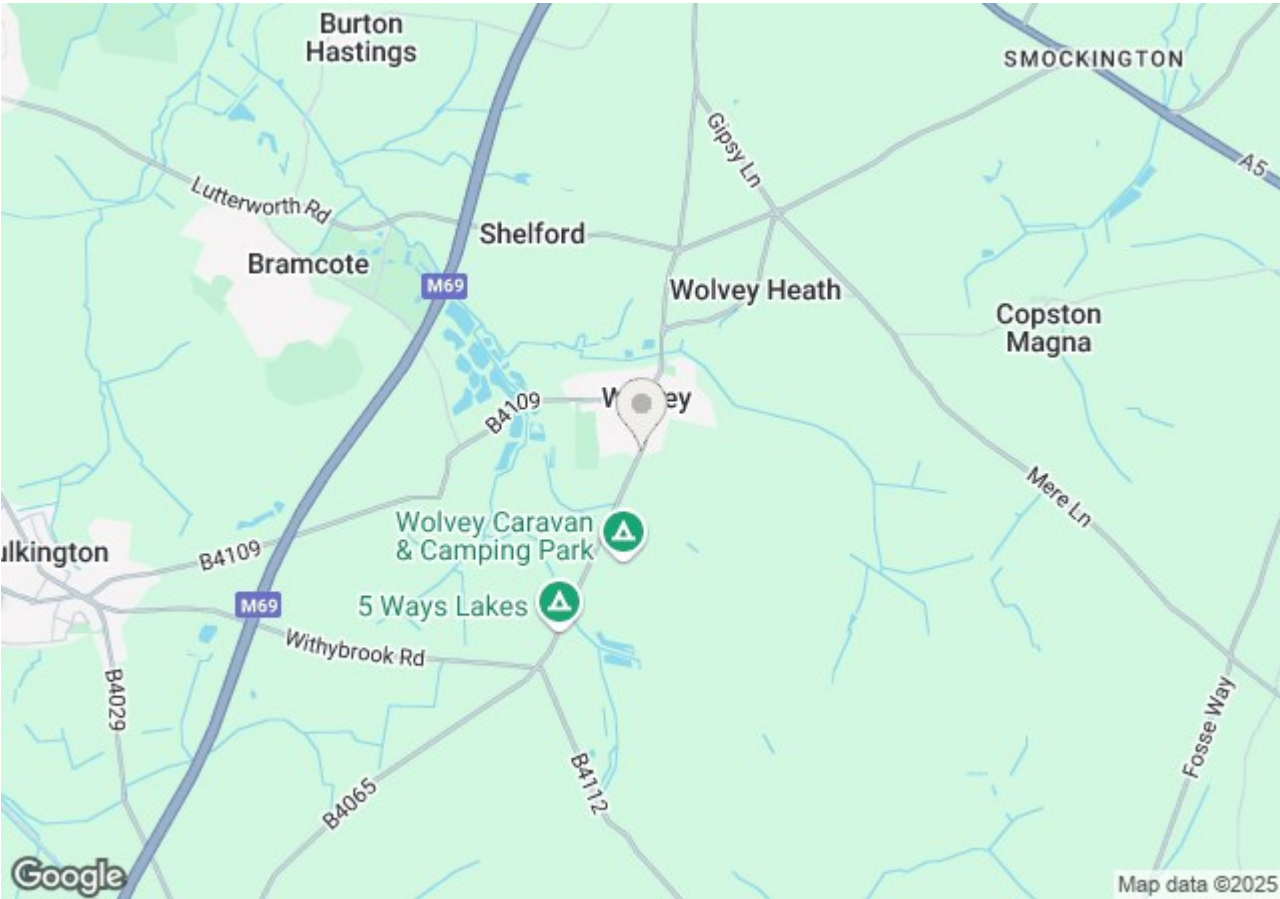 Burton
Hastings
SMOCKINGTON
Gipsy Ln
A5
Lutterworth Rd
Shelford
Bramcote
M69
Wolvey Heath
Copston
Magna
B4109
Mere Ln
Wolvey Caravan
& Camping Park
ulkington
B4109
M69
5 Ways Lakes
Withybrook Rd
B4029
Fosse Way
B4112
B4065
Google
Map data ©2025